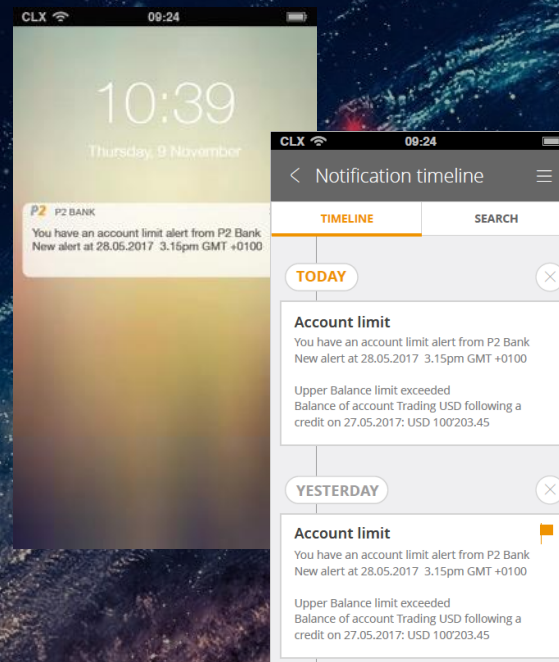 CLX 09:24
10:39
Thursday, 9 November
P2 P2 BANK
You have an account limit alert from P2 Bank
New alert at 28.05.2017 3.15pm GMT +0100
CLX 09:24
Notification timeline
TIMELINE SEARCH
TODAY
Account limit
You have an account limit alert from P2 Bank
New alert at 28.05.2017 3.15pm GMT +0100
Upper Balance limit exceeded
Balance of account Trading USD following a
credit on 27.05.2017: USD 100'203.45
YESTERDAY
Account limit
You have an account limit alert from P2 Bank
New alert at 28.05.2017 3.15pm GMT +0100
Upper Balance limit exceeded
Balance of account Trading USD following a
credit on 27.05.2017: USD 100'203.45